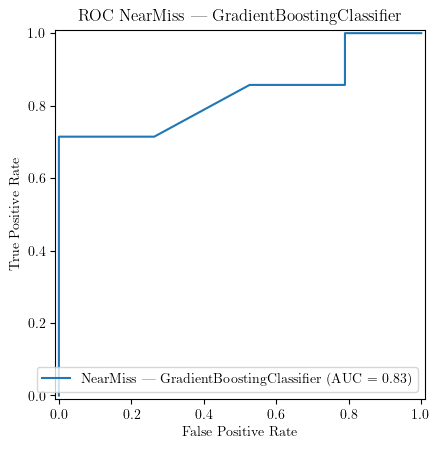 ROC NearMiss — GradientBoostingClassifier
True Positive Rate
1.0
0.8
0.6
0.4
0.2
0.0
NearMiss — GradientBoostingClassifier (AUC = 0.83)
0.0 0.2 0.4 0.6 0.8 1.0
False Positive Rate